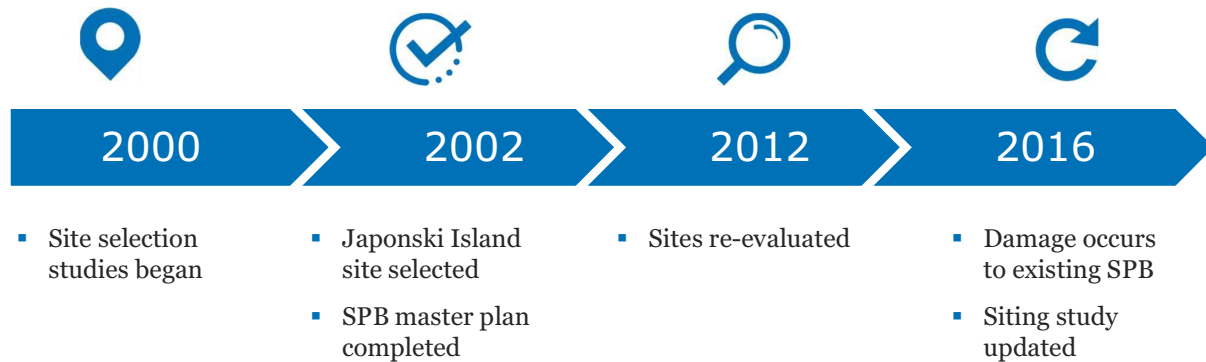 2000
2002
2012
2016
▪ Site selection
studies began
▪ Japonski Island
site selected
▪ SPB master plan
completed
▪ Sites re-evaluated
▪ Damage occurs
to existing SPB
▪ Siting study
updated